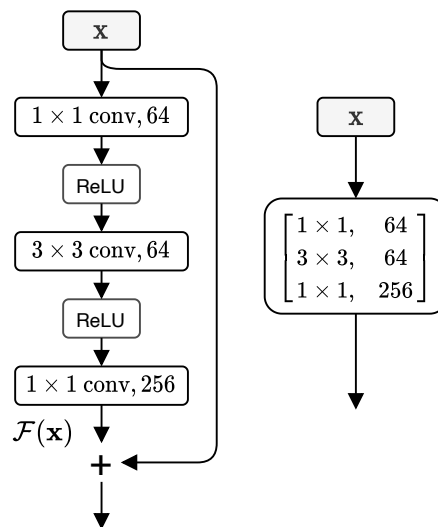 x
1 × 1 conv, 64
ReLU
3 × 3 conv, 64
ReLU
1 × 1 conv, 256
F(x)
+
x
1 × 1, 64
3 × 3, 64
1 × 1, 256